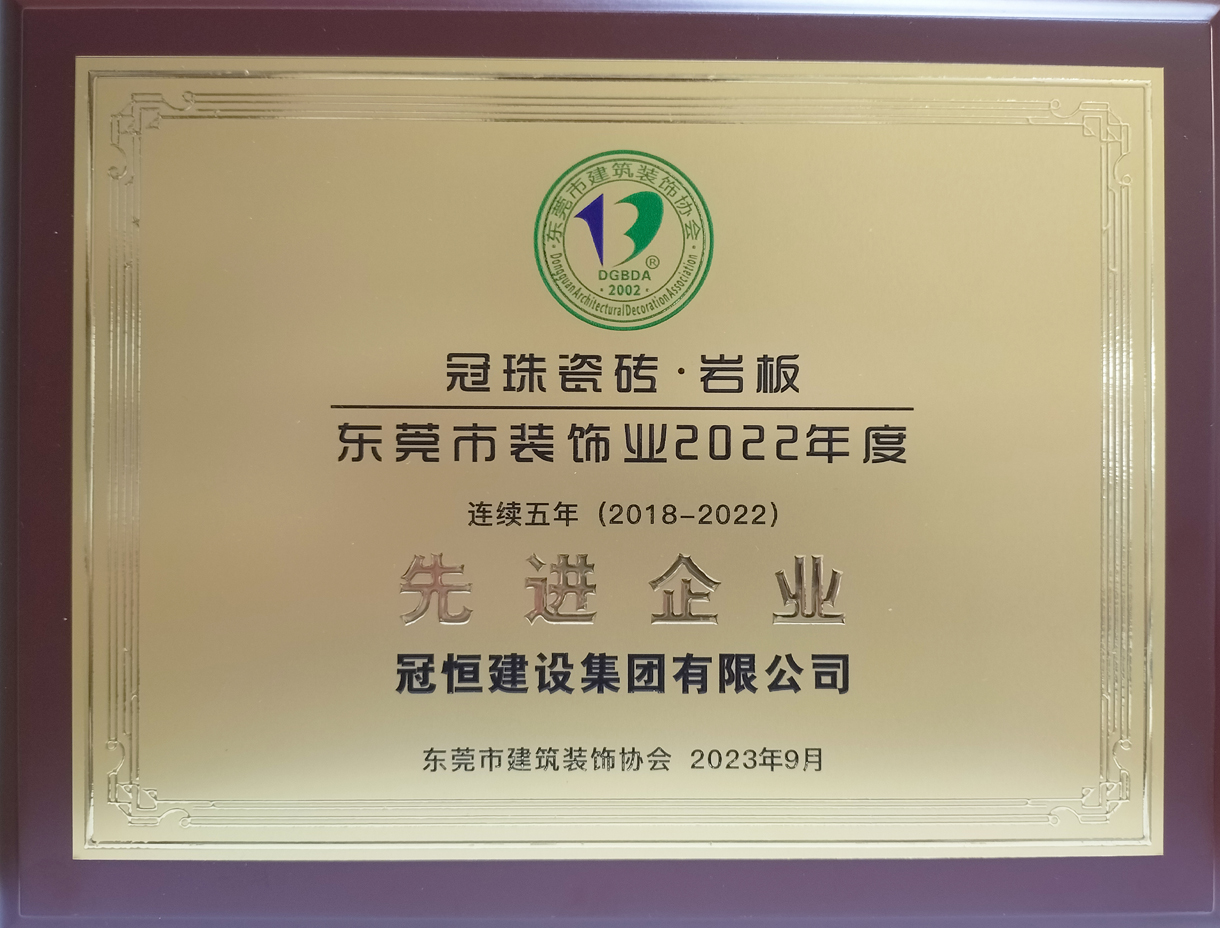 东莞市建筑装饰协会
DGBDA
·2002·
Dongguan Architectural Decoration Association
®
冠珠瓷砖·岩板
东莞市装饰业2022年度
连续五年（2018-2022）
先进企业
冠恒建设集团有限公司
东莞市建筑装饰协会 2023年9月